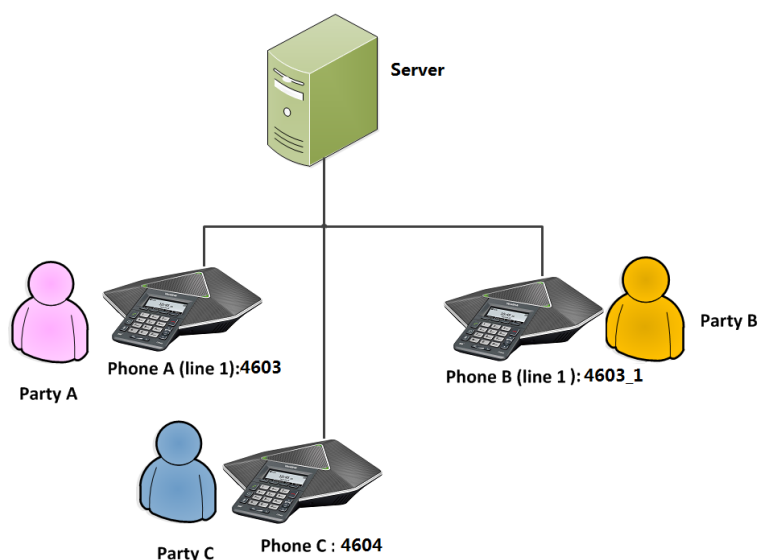 Server
Party B
Phone A (line 1):4603
Phone B (line 1 ): 4603_1
Party A
Phone C : 4604
Party C